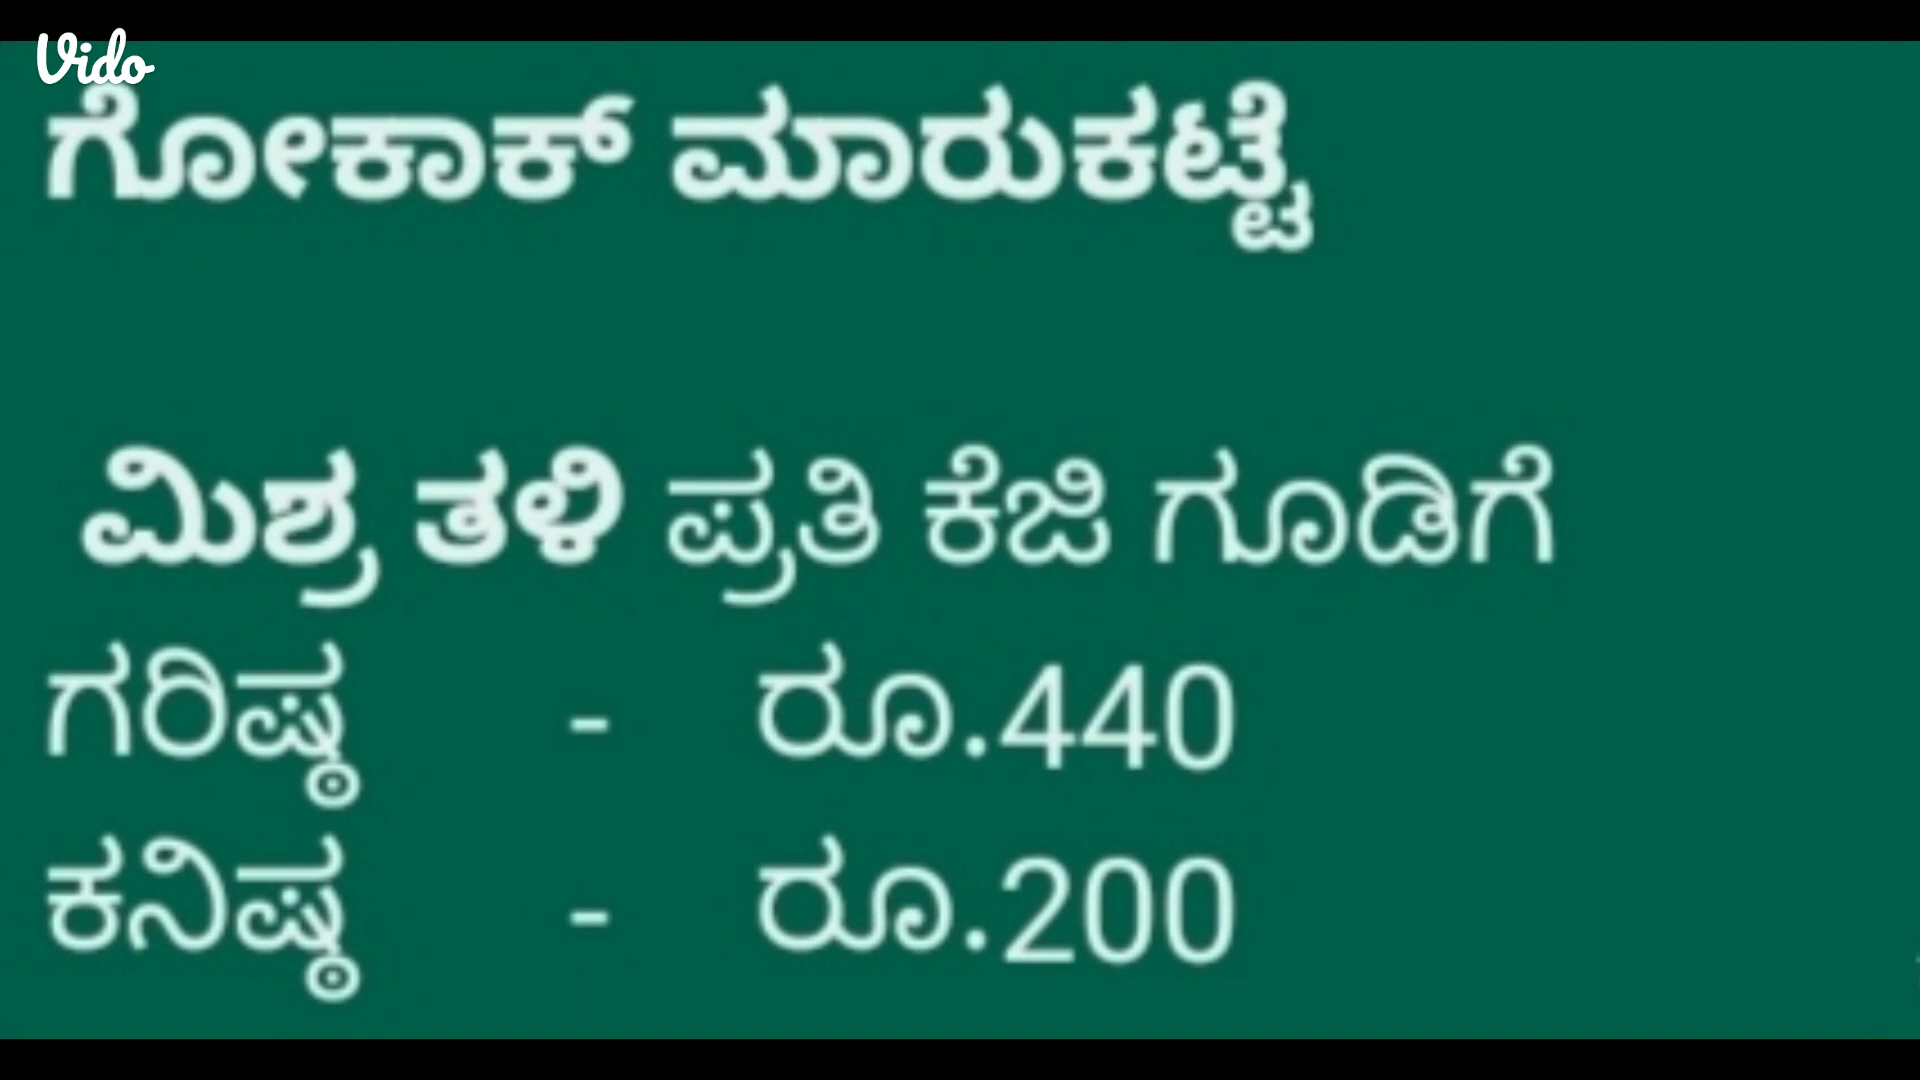 Vido
ಗೋಕಾಕ್ ಮಾರುಕಟ್ಟೆ
ಮಿಶ್ರ ತಳಿ ಪ್ರತಿ ಕೆಜಿ ಗೂಡಿಗೆ
ಗರಿಷ್ಠ - ರೂ.440
ಕನಿಷ್ಠ - ರೂ.200